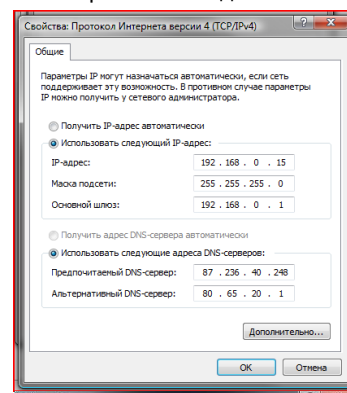 Свойства: Протокол Интернета версии 4 (TCP/IPv4)
Общие
Параметры IP могут назначаться автоматически, если сеть
поддерживает эту возможность. В противном случае параметры
IP можно получить у сетевого администратора.
Получить IP-адрес автоматически
Использовать следующий IP-адрес:
IP-адрес: 192 . 168 . 0 . 15
Маска подсети: 255 . 255 . 255 . 0
Основной шлюз: 192 . 168 . 0 . 1
Получить адрес DNS-сервера автоматически
Использовать следующие адреса DNS-серверов:
Предпочитаемый DNS-сервер: 87 . 236 . 40 . 248
Альтернативный DNS-сервер: 80 . 65 . 20 . 1
Дополнительно...
ОК Отмена